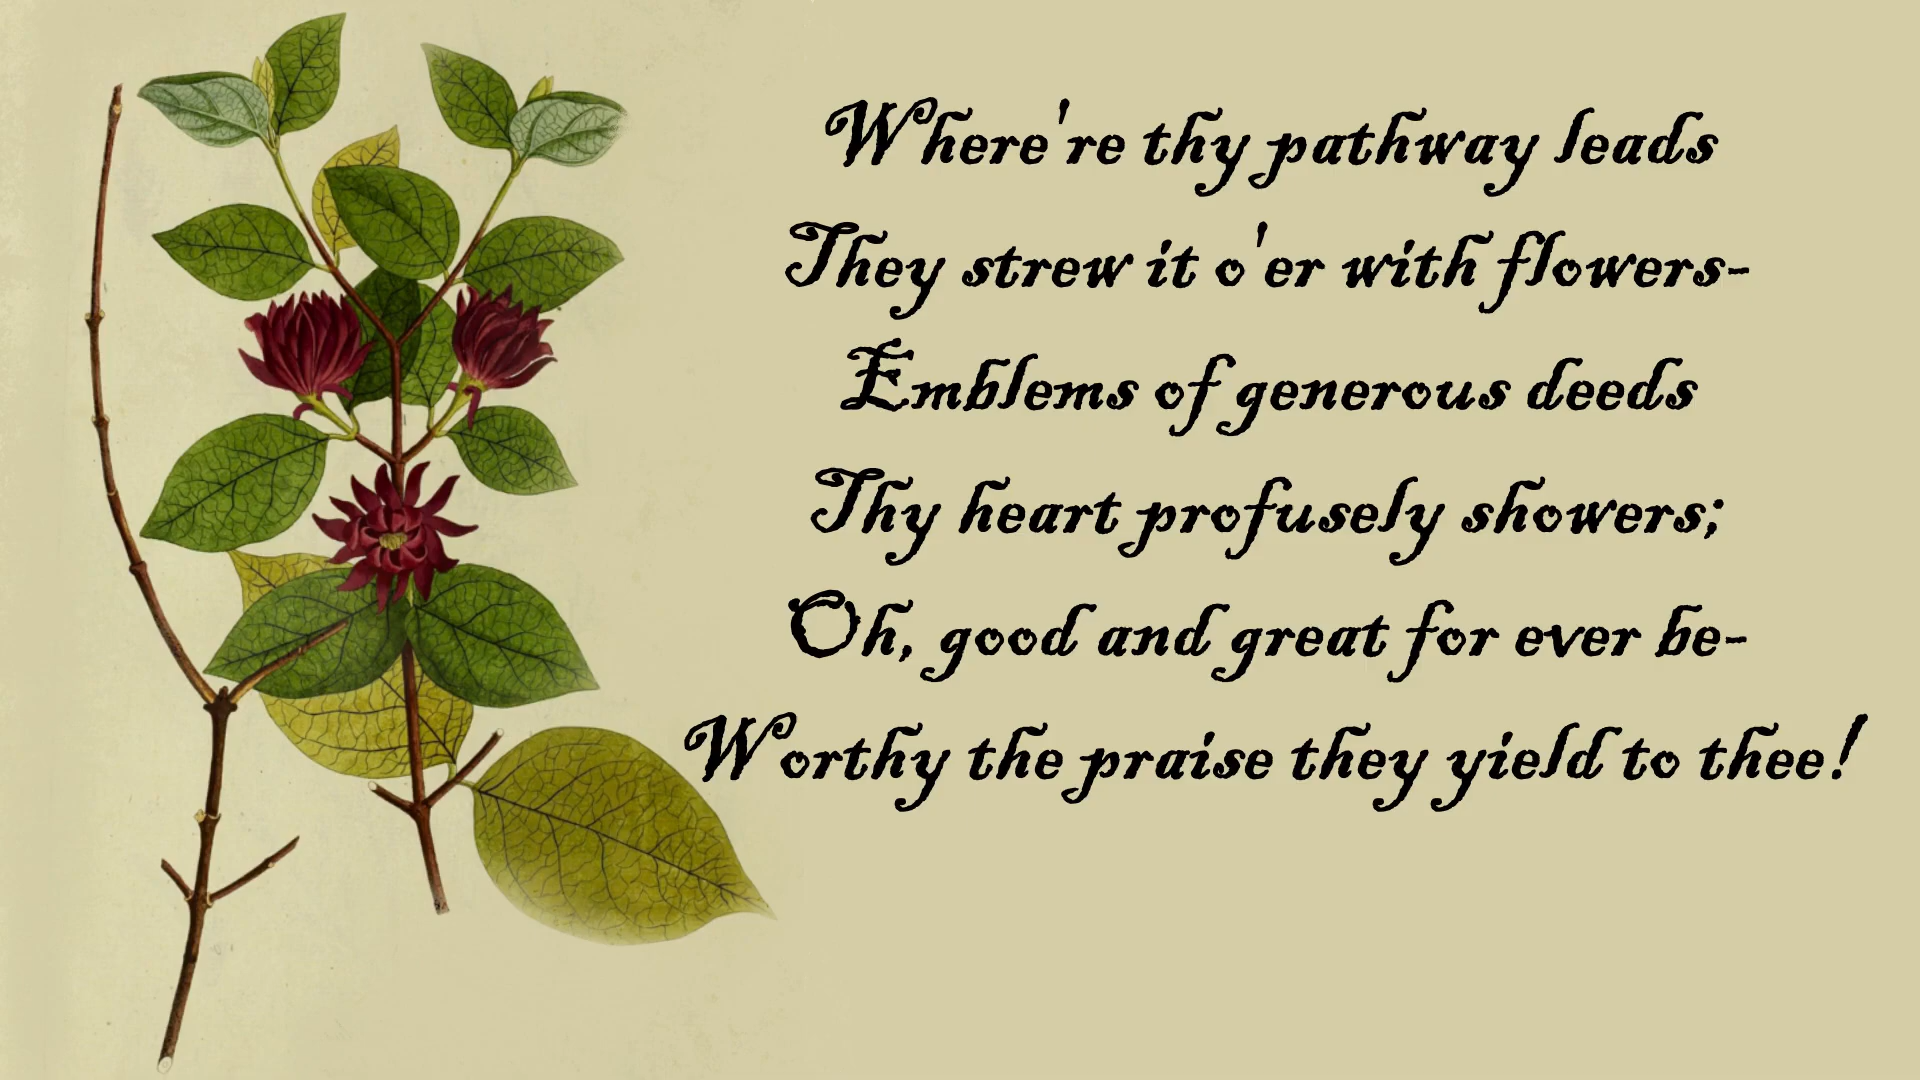 Where're thy pathway leads
They strew it o'er with flowers-
Emblems of generous deeds
Thy heart profusely showers;
Oh, good and great for ever be-
Worthy the praise they yield to thee!